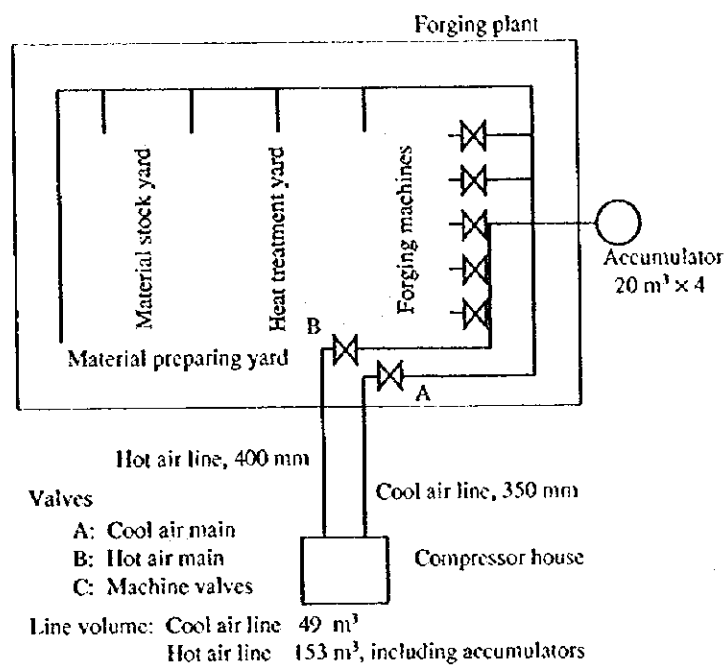 Forging plant
Material stock yard
Heat treatment yard
Forging machines
Accumulator
20 m³ × 4
B
Material preparing yard
A
Hot air line, 400 mm
Cool air line, 350 mm
Valves
A: Cool air main
B: Hot air main
C: Machine valves
Compressor house
Line volume: Cool air line 49 m³
Hot air line 153 m³, including accumulators